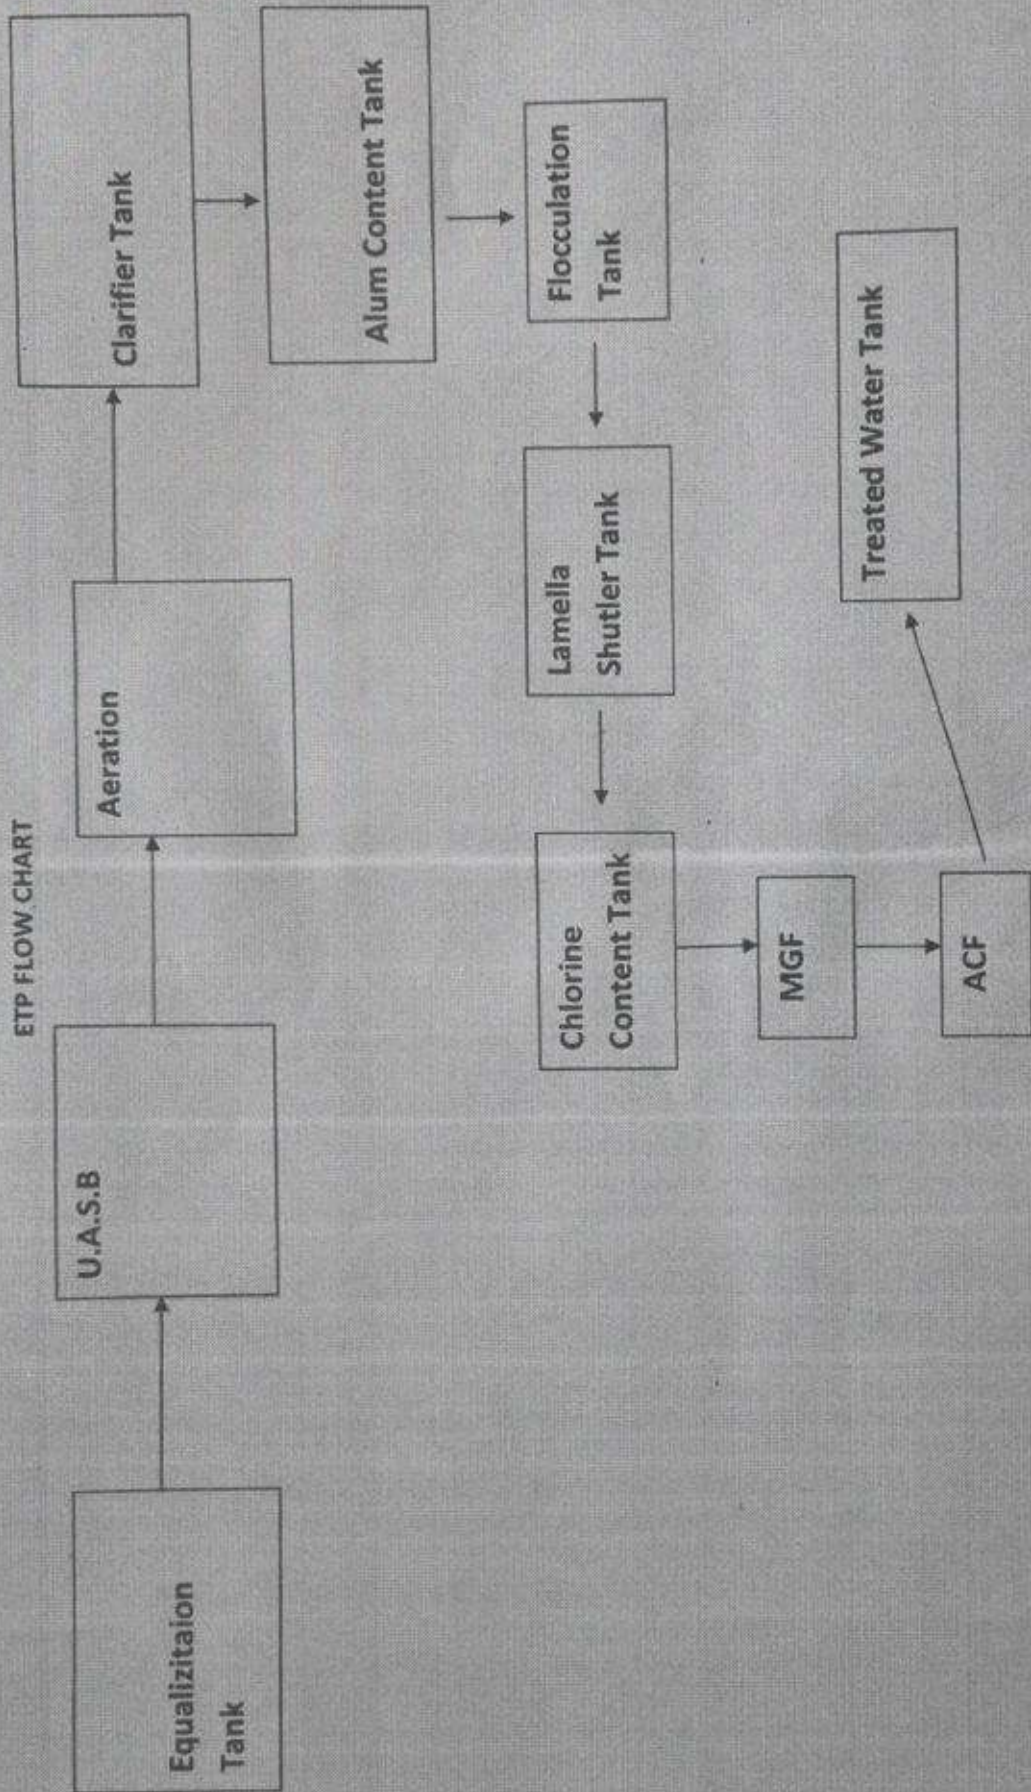 ETP FLOW CHART
Equalizitaion
Tank
U.A.S.B
Aeration
Clarifier Tank
Alum Content Tank
Flocculation
Tank
Lamella
Shutler Tank
Chlorine
Content Tank
MGF
ACF
Treated Water Tank